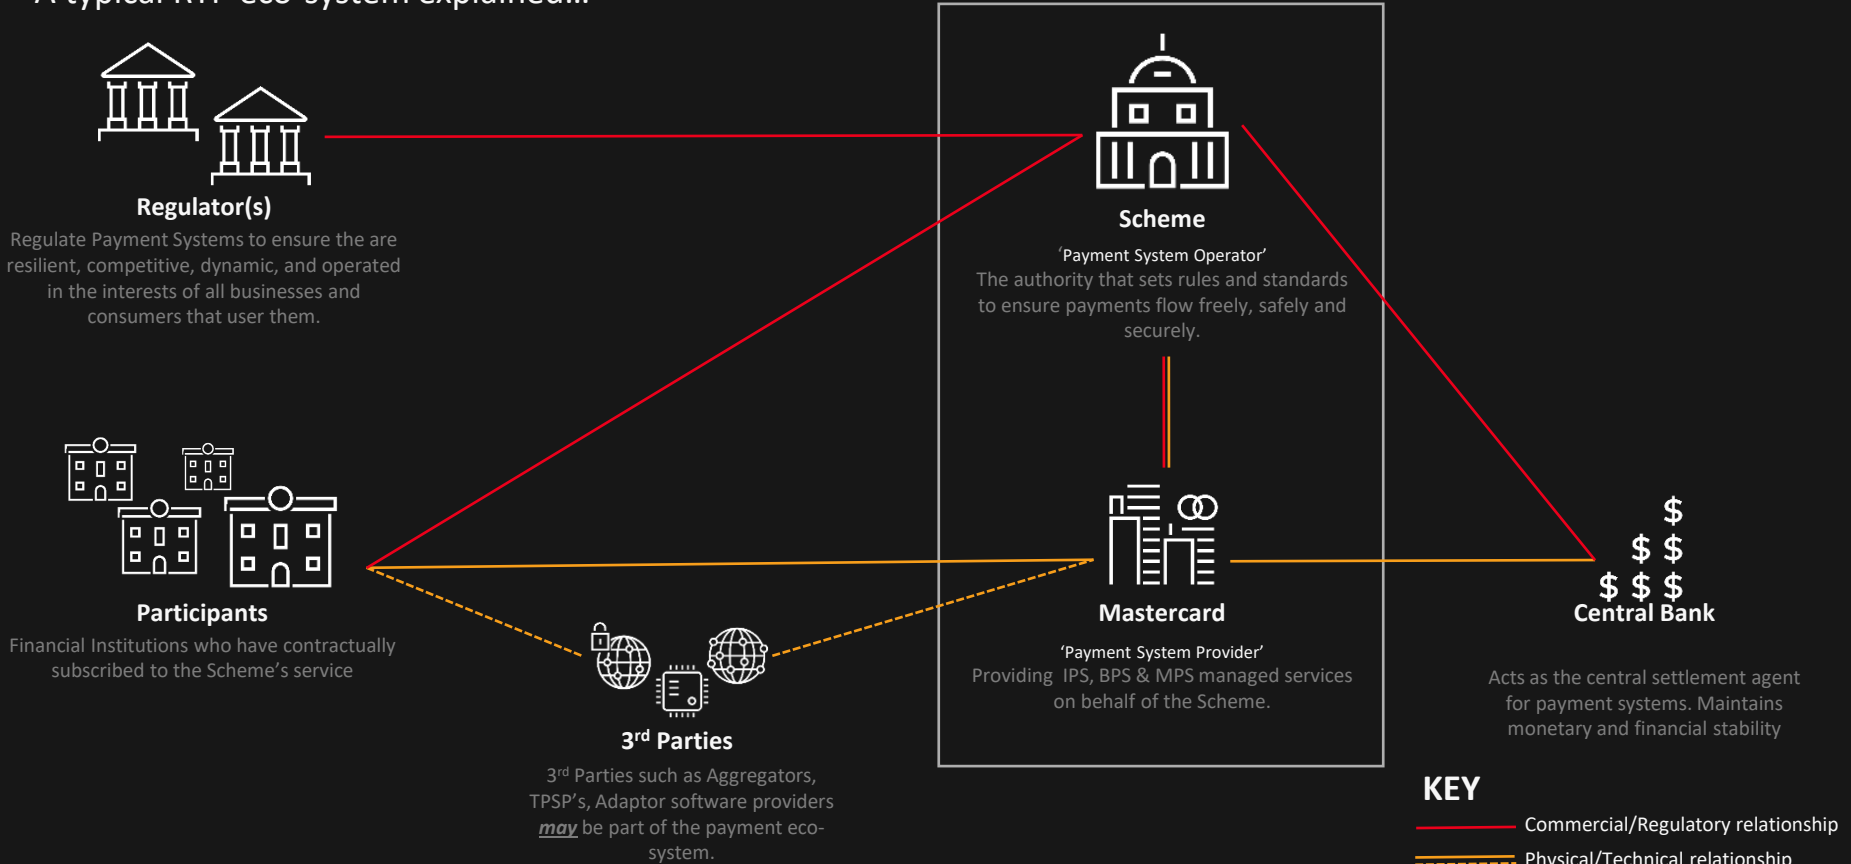 A typical RTP eco-system explained...
Regulator(s)
Regulate Payment Systems to ensure the are
resilient, competitive, dynamic, and operated
in the interests of all businesses and
consumers that user them.
Scheme
'Payment System Operator'
The authority that sets rules and standards
to ensure payments flow freely, safely and
securely.
Participants
Financial Institutions who have contractually
subscribed to the Scheme's service
3rd Parties
3rd Parties such as Aggregators,
TPSP's, Adaptor software providers
may be part of the payment eco-
system.
Mastercard
'Payment System Provider'
Providing IPS, BPS & MPS managed services
on behalf of the Scheme.
$
$ $
$ $ $
Central Bank
Acts as the central settlement agent
for payment systems. Maintains
monetary and financial stability
KEY
Commercial/Regulatory relationship
Physical/Technical relationship